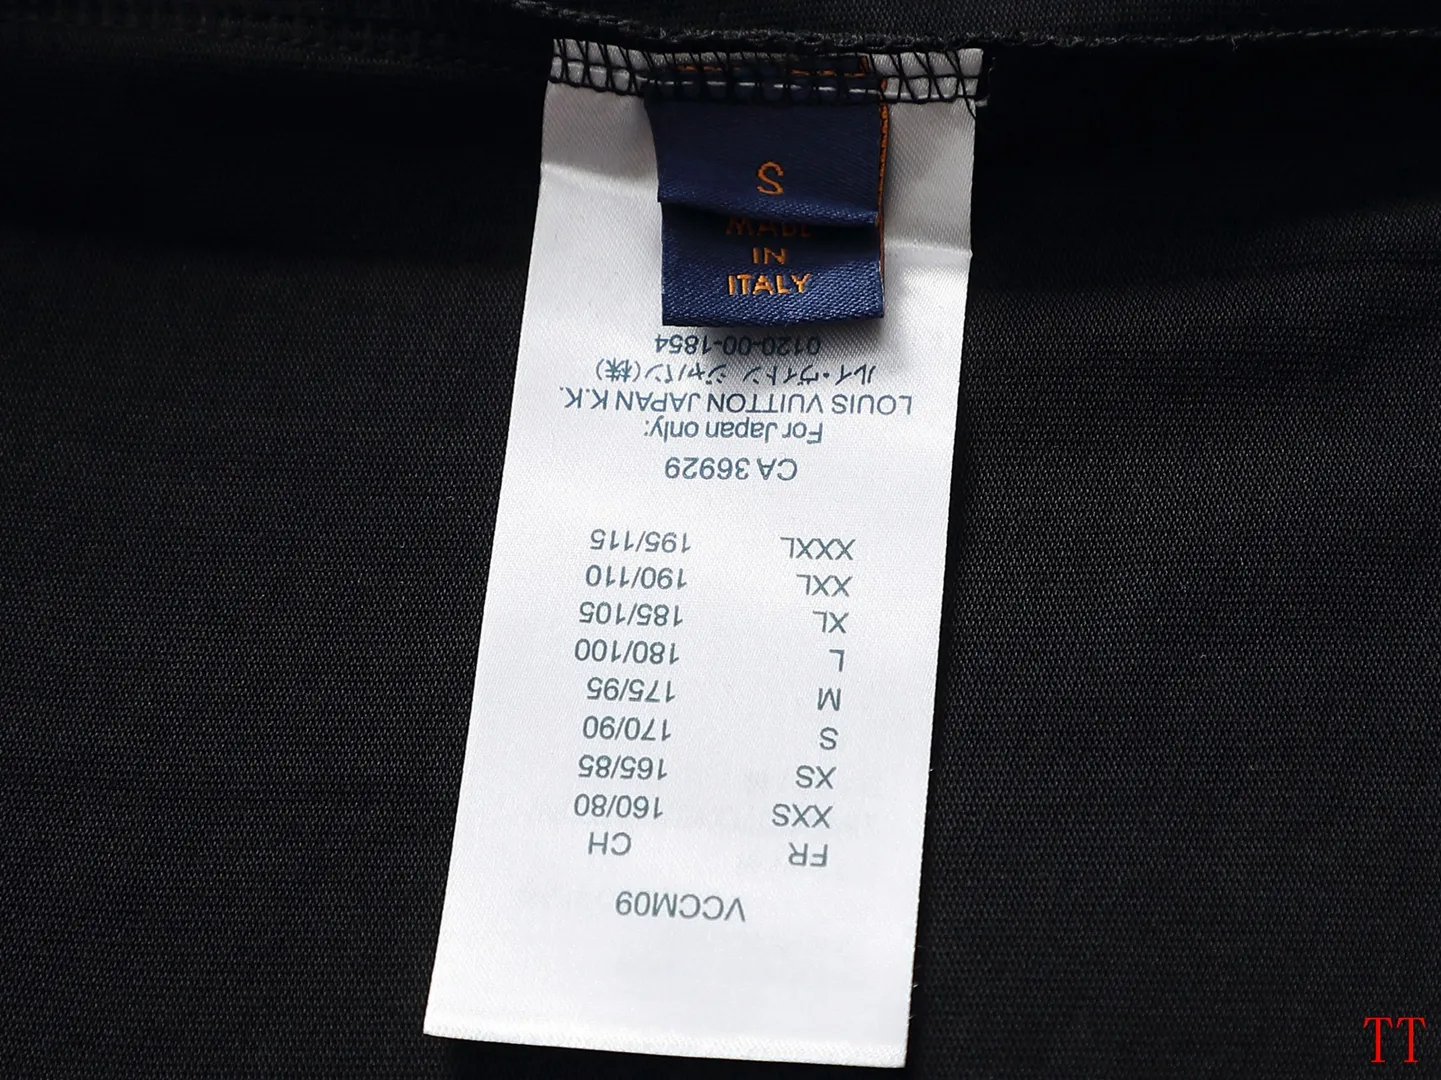 S
MADE
IN
ITALY
VCCM09
FR CH
XXS 160/80
XS 165/85
S 170/90
M 175/95
L 180/100
XL 185/105
XXL 190/110
XXXL 195/115
CA 36929
For Japan only:
LOUIS VUITTON JAPAN K.K.
ルイ・ヴィトン ジャパン(株)
0120-00-1854
TT